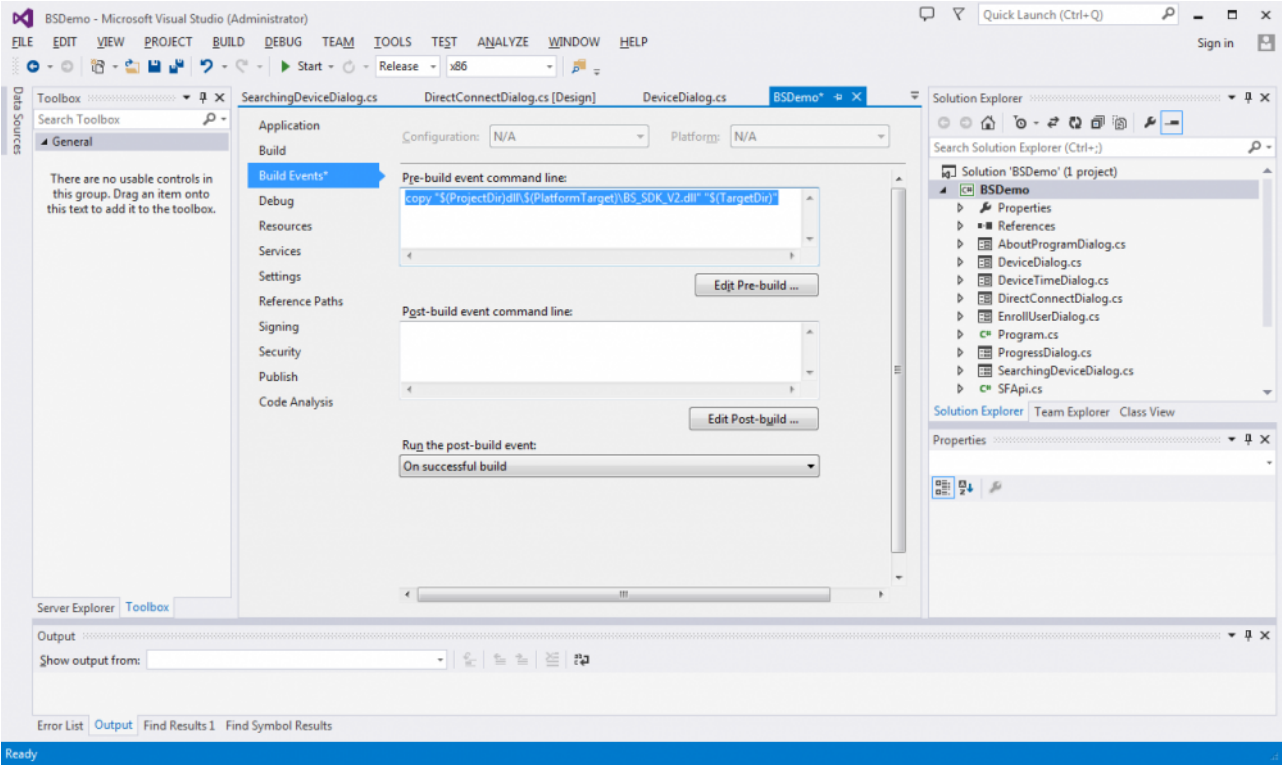 BSDemo - Microsoft Visual Studio (Administrator)
Quick Launch (Ctrl+Q)
FILE EDIT VIEW PROJECT BUILD DEBUG TEAM TOOLS TEST ANALYZE WINDOW HELP
Sign in
Start Release x86
Data Sources
Toolbox
Search Toolbox
General
There are no usable controls in
this group. Drag an item onto
this text to add it to the toolbox.
Server Explorer Toolbox
SearchingDeviceDialog.cs DirectConnectDialog.cs [Design] DeviceDialog.cs BSDemo*
Application
Build
Build Events*
Debug
Resources
Services
Settings
Reference Paths
Signing
Security
Publish
Code Analysis
Configuration: N/A Platform: N/A
Pre-build event command line:
copy "$(ProjectDir)dll\$(PlatformTarget)\BS_SDK_V2.dll" "$(TargetDir)"
Edit Pre-build ...
Post-build event command line:
Edit Post-build ...
Run the post-build event:
On successful build
Solution Explorer
Search Solution Explorer (Ctrl+;)
Solution 'BSDemo' (1 project)
BSDemo
Properties
References
AboutProgramDialog.cs
DeviceDialog.cs
DeviceTimeDialog.cs
DirectConnectDialog.cs
EnrollUserDialog.cs
Program.cs
ProgressDialog.cs
SearchingDeviceDialog.cs
SFApi.cs
Solution Explorer Team Explorer Class View
Properties
Output
Show output from:
Error List Output Find Results 1 Find Symbol Results
Ready